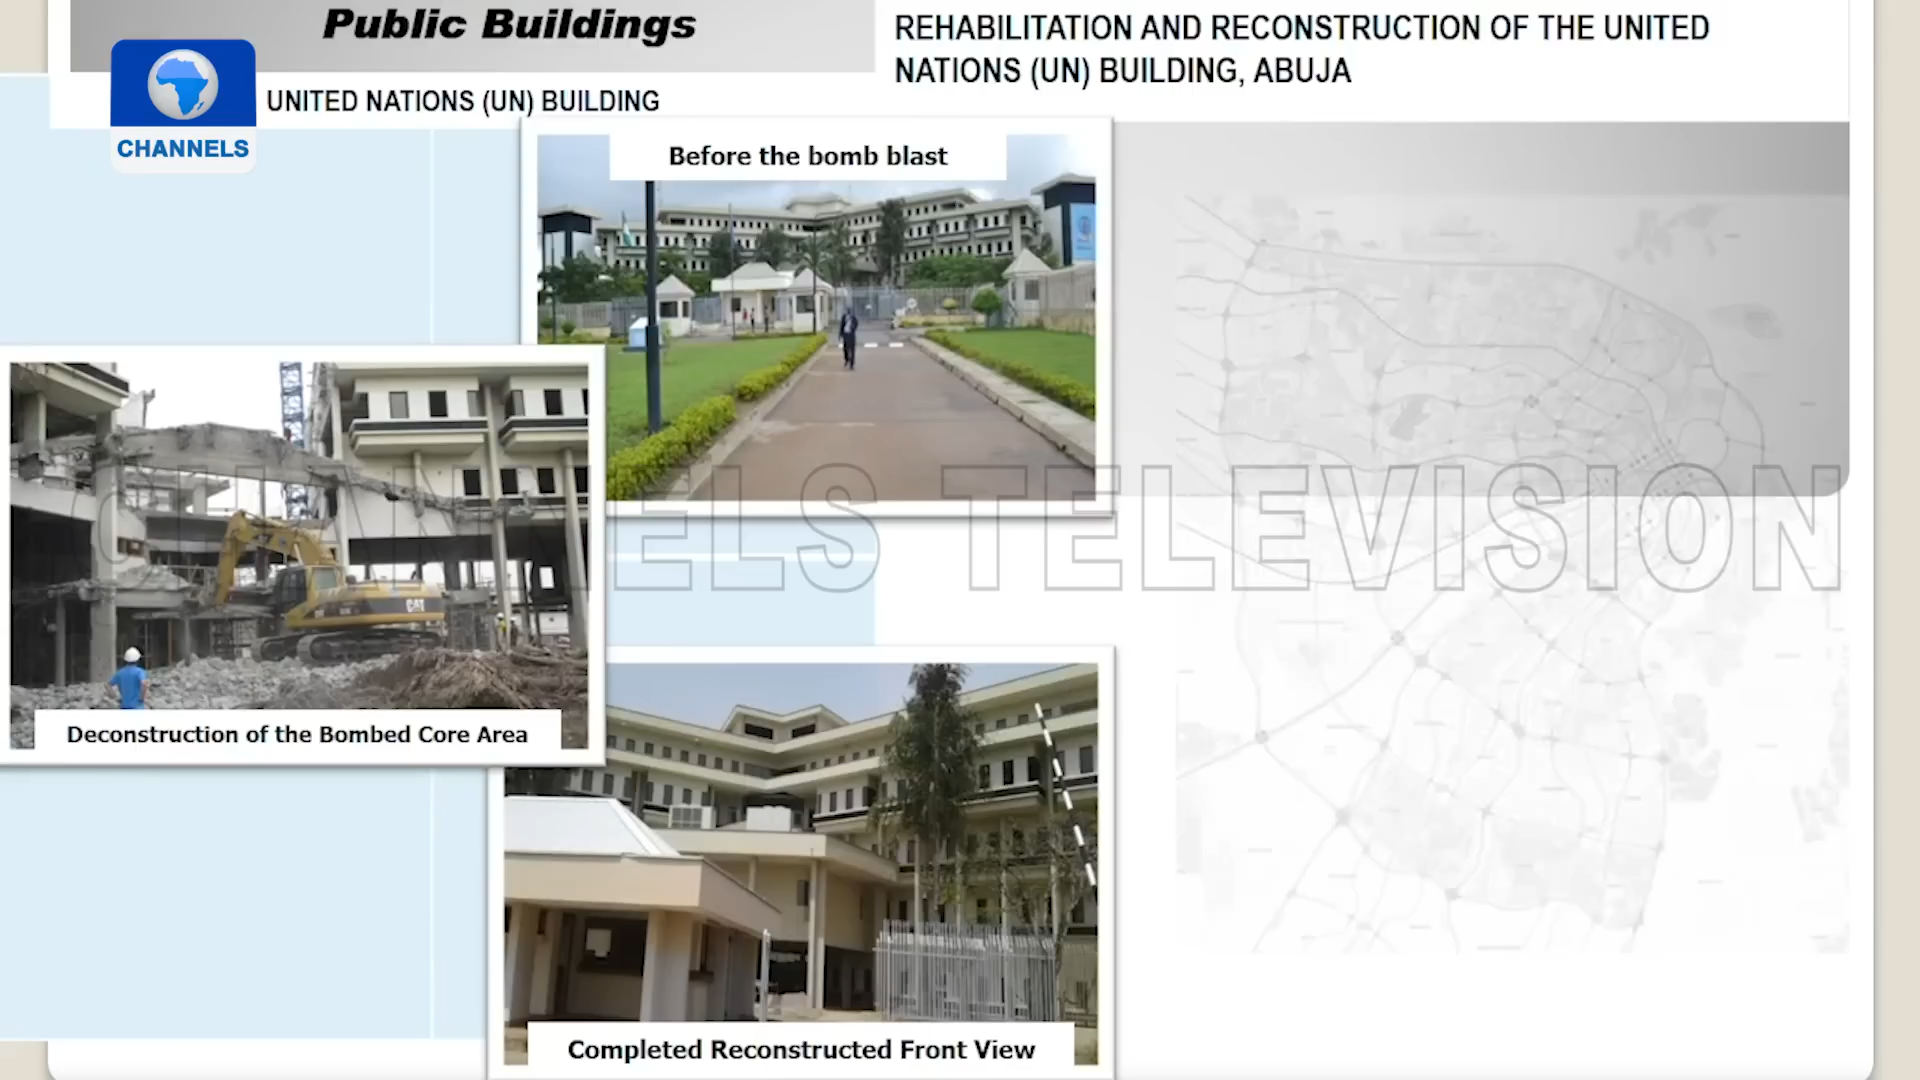 Public Buildings
REHABILITATION AND RECONSTRUCTION OF THE UNITED
NATIONS (UN) BUILDING, ABUJA
CHANNELS
UNITED NATIONS (UN) BUILDING
Before the bomb blast
CHANNELS TELEVISION
CAT
Deconstruction of the Bombed Core Area
Completed Reconstructed Front View